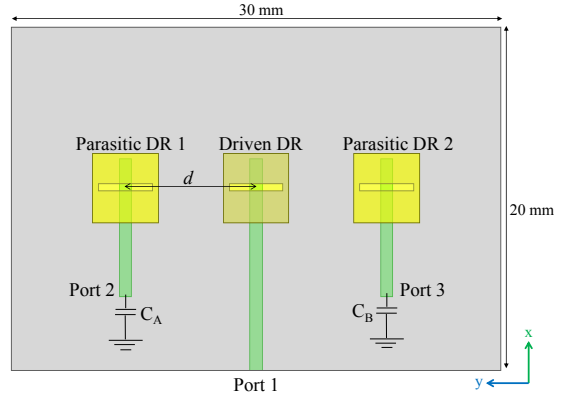 30 mm
Parasitic DR 1
Driven DR
Parasitic DR 2
d
20 mm
Port 2
Port 3
C_A
C_B
x
y
Port 1